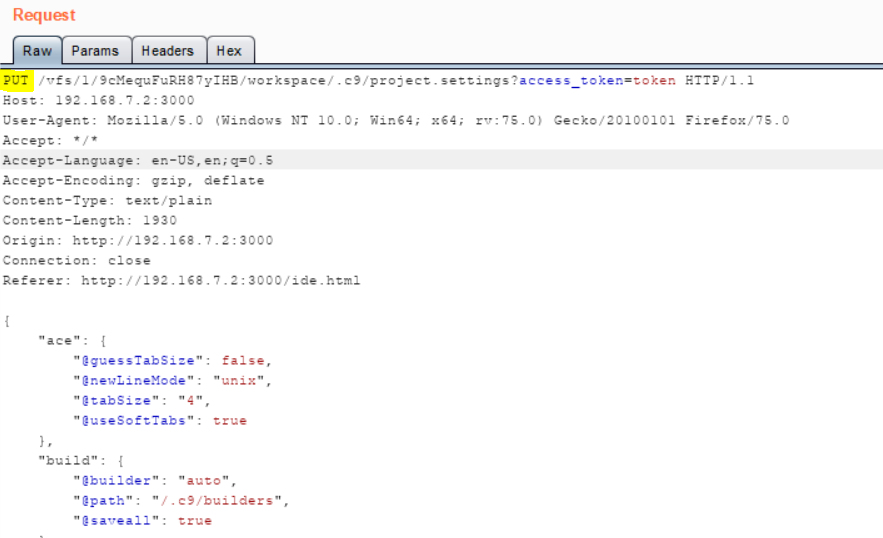 Request
Raw Params Headers Hex
PUT /vfs/1/9cMequFuRH87yIHB/workspace/.c9/project.settings?access_token=token HTTP/1.1
Host: 192.168.7.2:3000
User-Agent: Mozilla/5.0 (Windows NT 10.0; Win64; x64; rv:75.0) Gecko/20100101 Firefox/75.0
Accept: */*
Accept-Language: en-US,en;q=0.5
Accept-Encoding: gzip, deflate
Content-Type: text/plain
Content-Length: 1930
Origin: http://192.168.7.2:3000
Connection: close
Referer: http://192.168.7.2:3000/ide.html
{
"ace": {
"@guessTabSize": false,
"@newLineMode": "unix",
"@tabSize": "4",
"@useSoftTabs": true
},
"build": {
"@builder": "auto",
"@path": "/.c9/builders",
"@saveall": true